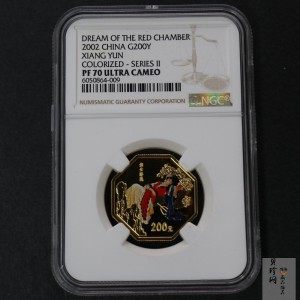 DREAM OF THE RED CHAMBER
2002 CHINA G200Y
XIANG YUN
COLORIZED - SERIES II
PF 70 ULTRA CAMEO
6050864-009
NUMISMATIC GUARANTY CORPORATION
NGC
200元